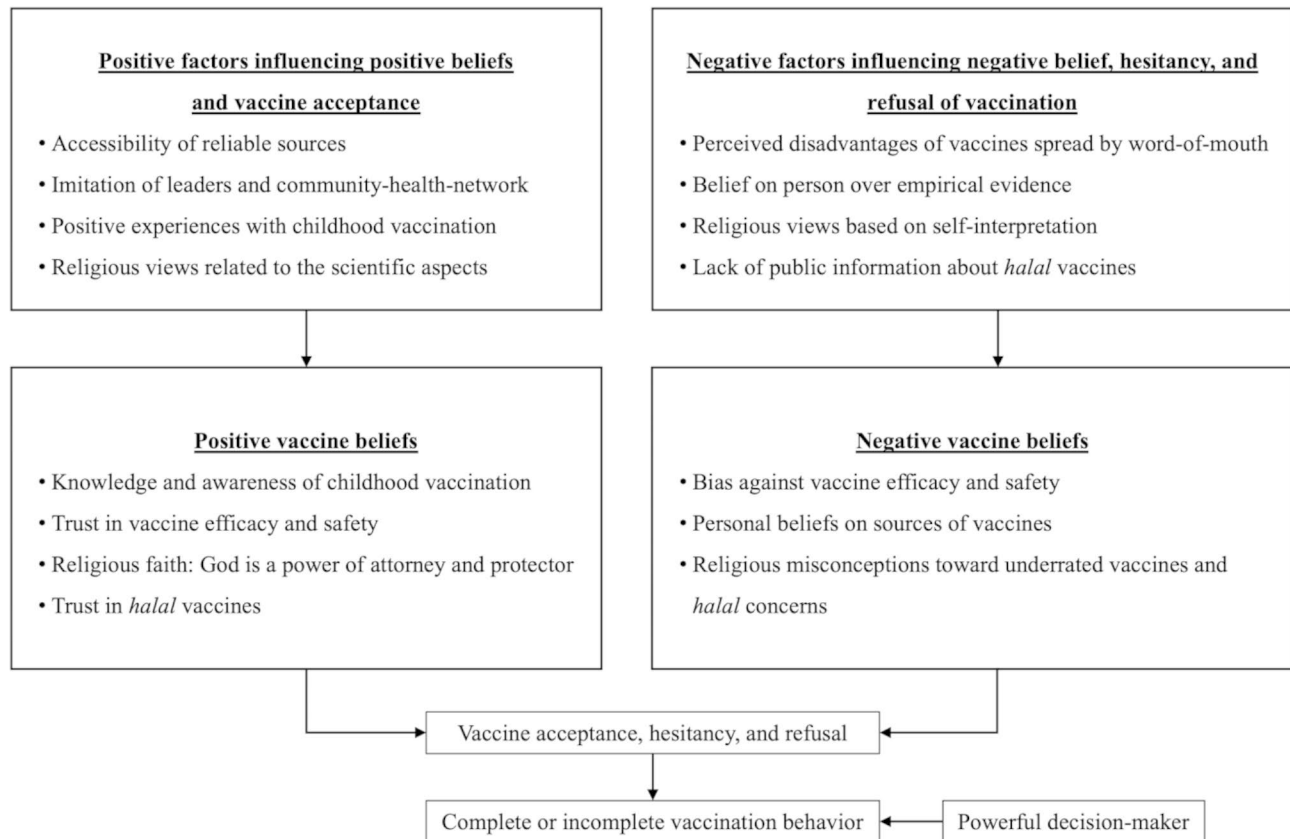 Positive factors influencing positive beliefs
and vaccine acceptance
• Accessibility of reliable sources
• Imitation of leaders and community-health-network
• Positive experiences with childhood vaccination
• Religious views related to the scientific aspects
Negative factors influencing negative belief, hesitancy, and
refusal of vaccination
• Perceived disadvantages of vaccines spread by word-of-mouth
• Belief on person over empirical evidence
• Religious views based on self-interpretation
• Lack of public information about halal vaccines
Positive vaccine beliefs
• Knowledge and awareness of childhood vaccination
• Trust in vaccine efficacy and safety
• Religious faith: God is a power of attorney and protector
• Trust in halal vaccines
Negative vaccine beliefs
• Bias against vaccine efficacy and safety
• Personal beliefs on sources of vaccines
• Religious misconceptions toward underrated vaccines and
halal concerns
Vaccine acceptance, hesitancy, and refusal
Complete or incomplete vaccination behavior
Powerful decision-maker